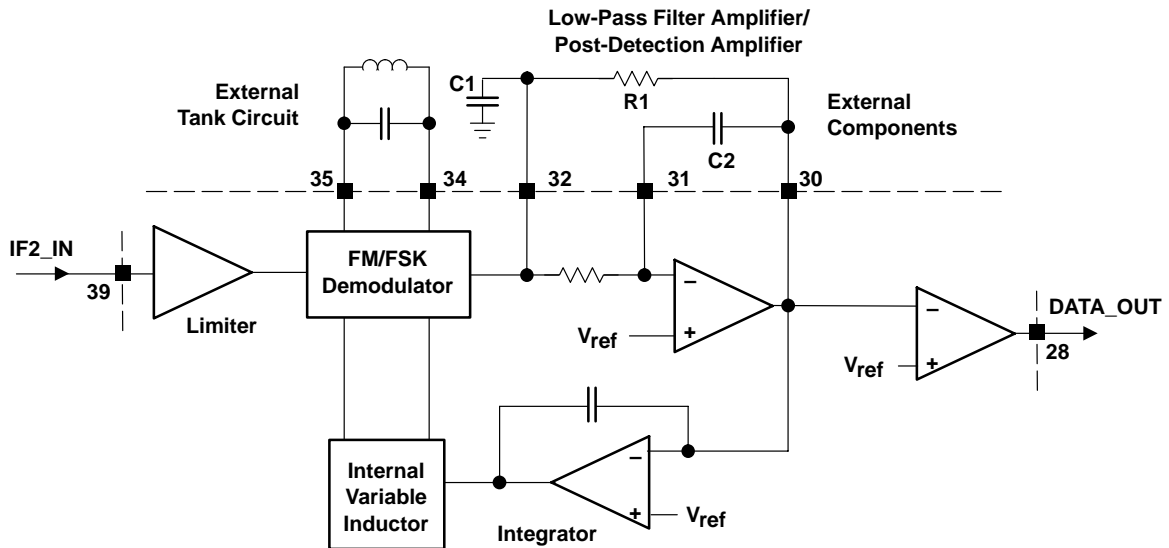 Low-Pass Filter Amplifier/
Post-Detection Amplifier
External
Tank Circuit
C1
R1
C2
External
Components
35
34
32
31
30
IF2_IN
39
Limiter
FM/FSK
Demodulator
−
+
Vref
−
+
Vref
DATA_OUT
28
Internal
Variable
Inductor
Integrator
−
+
Vref